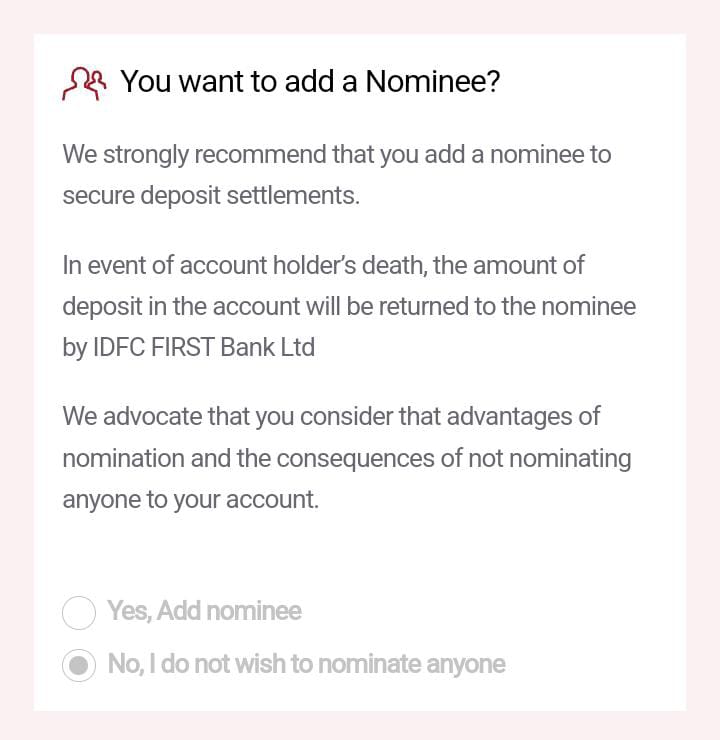 You want to add a Nominee?
We strongly recommend that you add a nominee to
secure deposit settlements.
In event of account holder’s death, the amount of
deposit in the account will be returned to the nominee
by IDFC FIRST Bank Ltd
We advocate that you consider that advantages of
nomination and the consequences of not nominating
anyone to your account.
Yes, Add nominee
No, I do not wish to nominate anyone